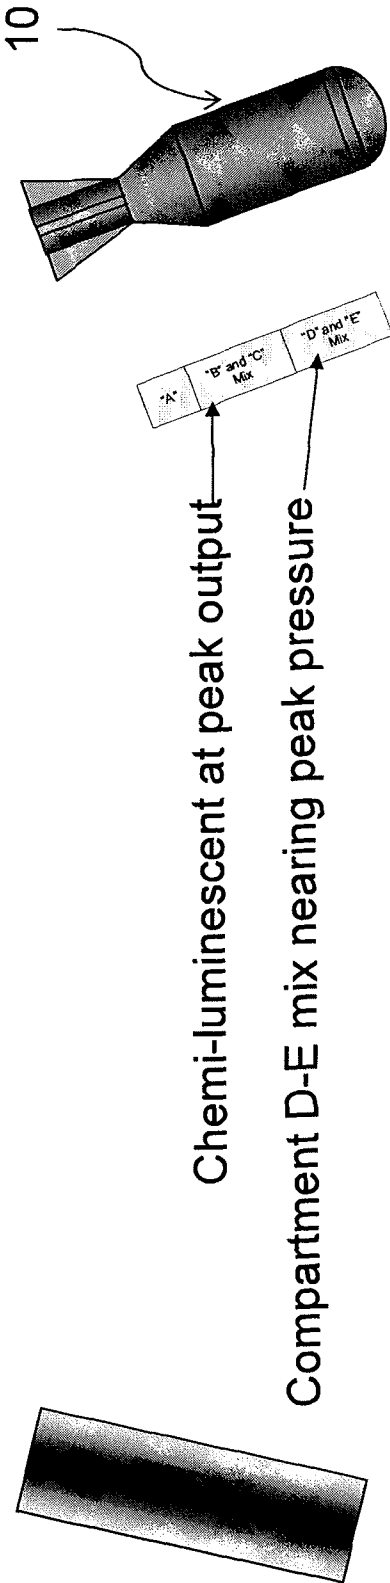 10
"A"
"B" and "C"
Mix
"D" and "E"
Mix
Chemi-luminescent at peak output
Compartment D-E mix nearing peak pressure